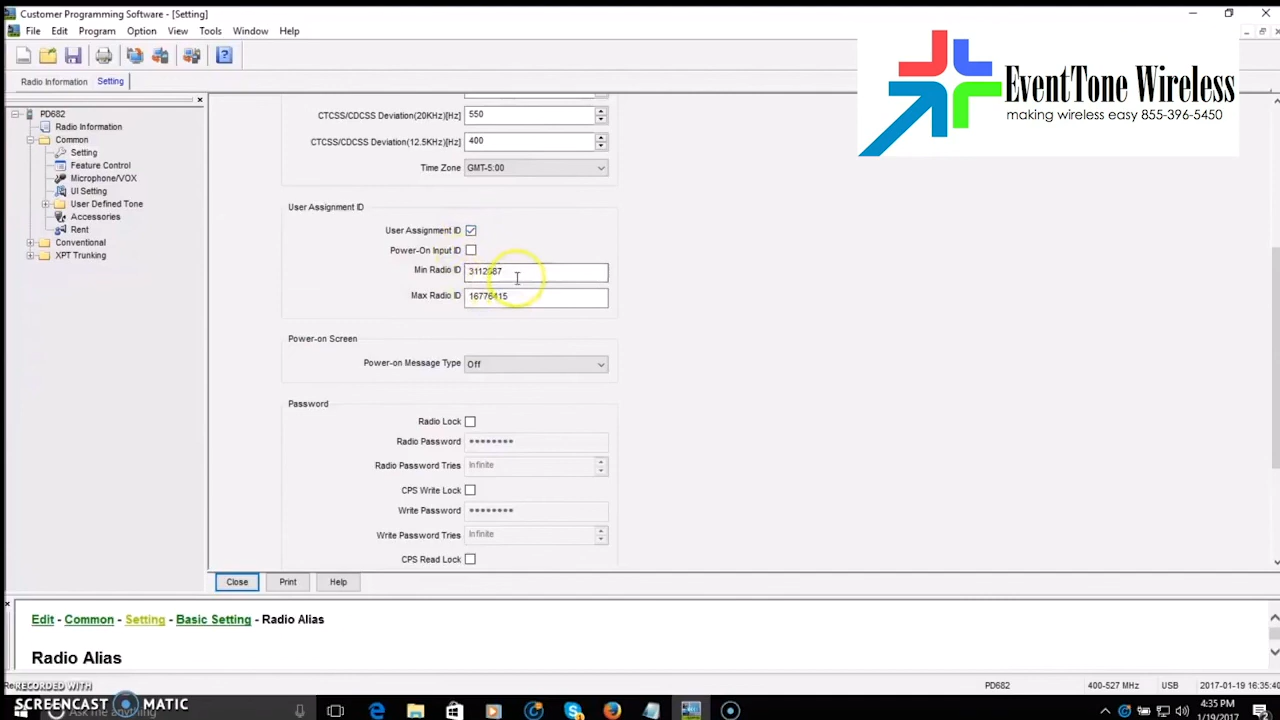 Customer Programming Software - [Setting]
File Edit Program Option View Window Help
EventTone Wireless
making wireless easy 855-396-5450
Radio Information Setting
PD682
Radio Information
Common
Setting
Feature Control
Microphone/VOX
UI Setting
User Defined Tone
Accessories
Rent
Conventional
XPT Trunking
CTCSS/CDCSS Deviation(20KHz)[Hz] 550
CTCSS/CDCSS Deviation(12.5KHz)[Hz] 400
Time Zone GMT-5:00
User Assignment ID
User Assignment ID
Power-On Input ID
Min Radio ID 3112687
Max Radio ID 16776415
Power-on Screen
Power-on Message Type Off
Password
Radio Lock
Radio Password ********
Radio Password Tries Infinite
CPS Write Lock
Write Password ********
Write Password Tries Infinite
CPS Read Lock
Close Print Help
Edit - Common - Setting - Basic Setting - Radio Alias
Radio Alias
RECORDED WITH
SCREENCAST MATIC
PD682 400-527 MHz USB 2017-01-19 16:35:40
Ask me anything
4:35 PM
1/19/2017